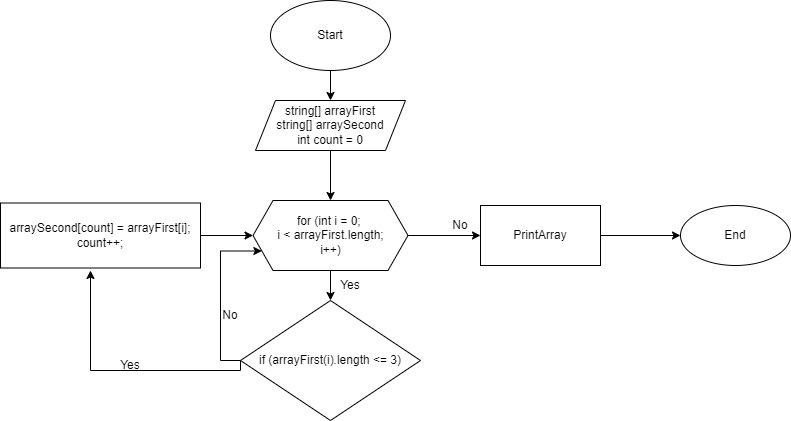 Start
string[] arrayFirst
string[] arraySecond
int count = 0
arraySecond[count] = arrayFirst[i];
count++;
for (int i = 0;
i < arrayFirst.length;
i++)
No
PrintArray
End
Yes
No
if (arrayFirst(i).length <= 3)
Yes